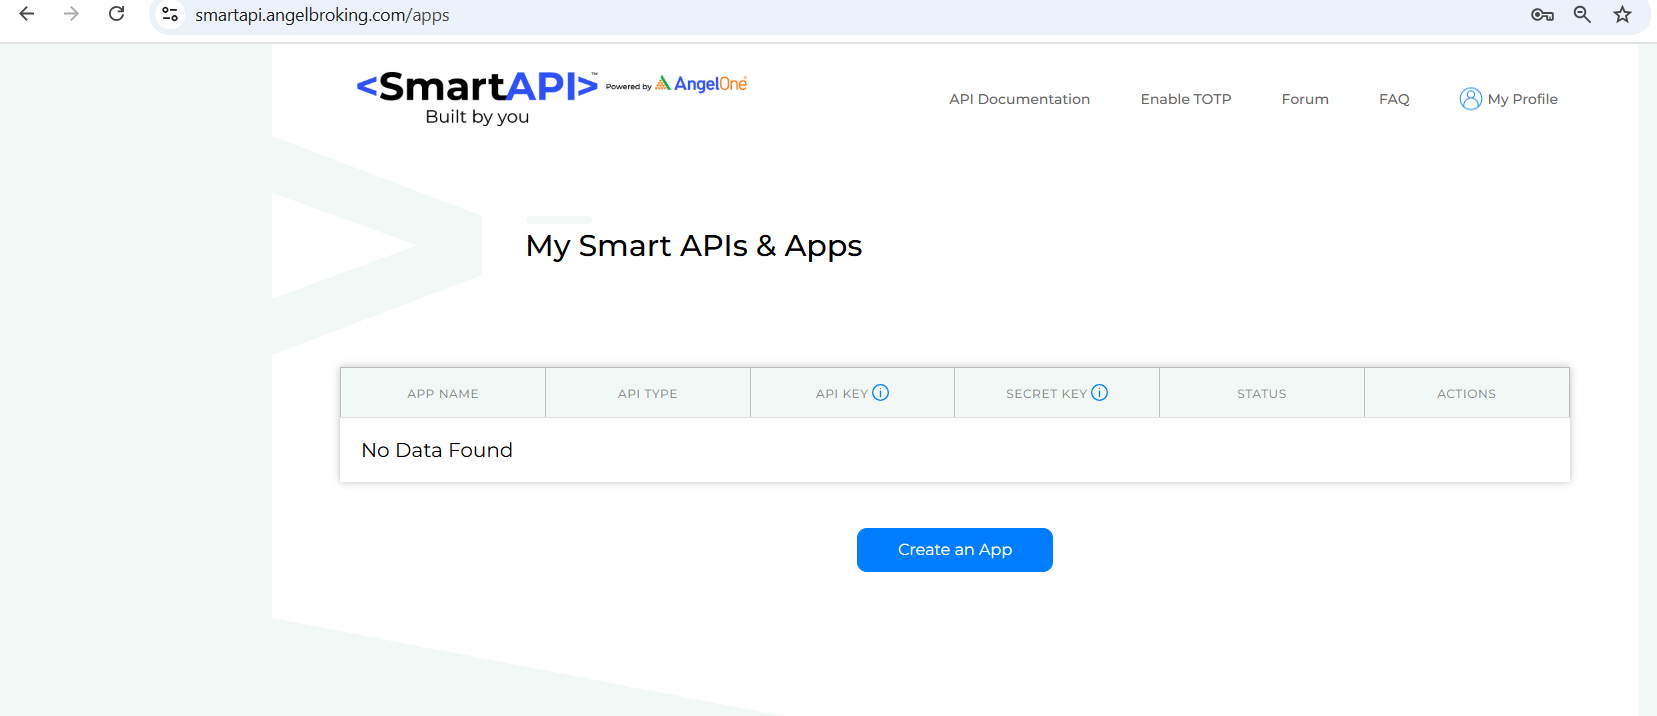 smartapi.angelbroking.com/apps
<SmartAPI>™ Powered by AngelOne
Built by you
API Documentation Enable TOTP Forum FAQ My Profile
My Smart APIs & Apps
APP NAME API TYPE API KEY i SECRET KEY i STATUS ACTIONS
No Data Found
Create an App